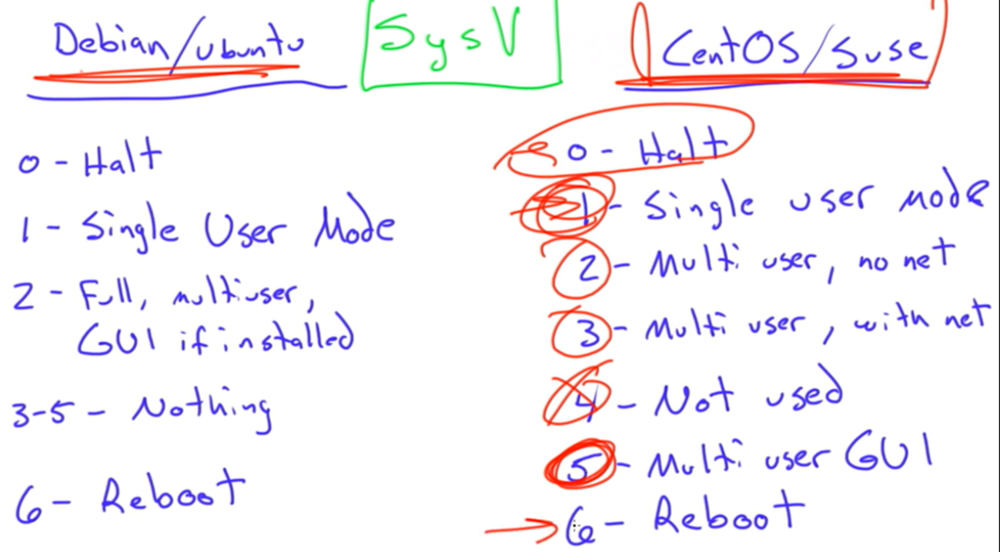 Debian/Ubuntu
SysV
CentOS/Suse
0 - Halt
1 - Single User Mode
2 - Full, multiuser,
GUI if installed
3-5 - Nothing
6 - Reboot
0 - Halt
1 - Single user mode
2 - Multi user, no net
3 - Multi user, with net
4 - Not used
5 - Multi user GUI
6 - Reboot